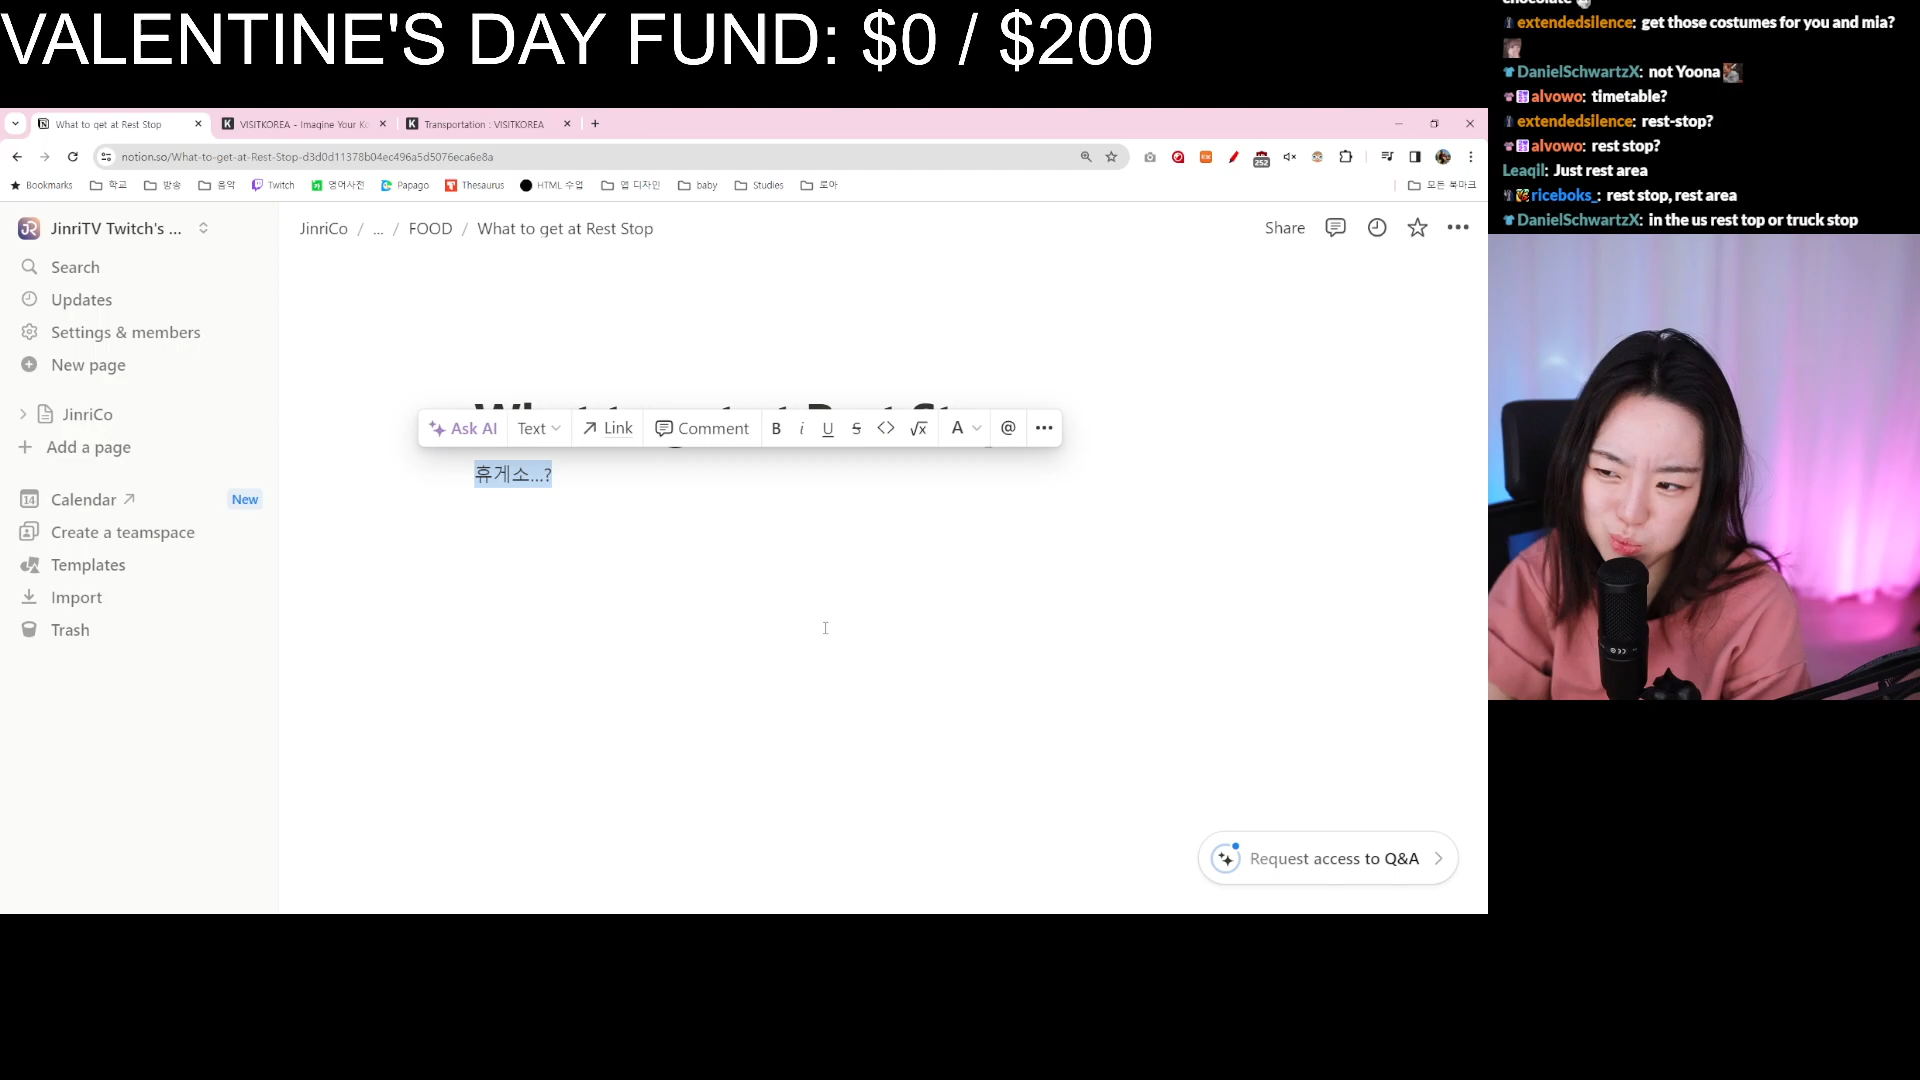 VALENTINE'S DAY FUND: $0 / $200
extendedsilence: get those costumes for you and mia?
DanielSchwartzX: not Yoona
alvowo: timetable?
extendedsilence: rest-stop?
alvowo: rest stop?
Leaqil: Just rest area
riceboks_: rest stop, rest area
DanielSchwartzX: in the us rest top or truck stop
What to get at Rest Stop
VISITKOREA - Imagine Your Ko
Transportation : VISITKOREA
notion.so/What-to-get-at-Rest-Stop-d3d0d11378b04ec496a5d5076eca6e8a
252
Bookmarks 학교 방송 음악 Twitch 영어사전 Papago Thesaurus HTML 수업 앱 디자인 baby Studies 로아 모든 북마크
JinriTV Twitch's ...
JinriCo / ... / FOOD / What to get at Rest Stop
Share
Search
Updates
Settings & members
New page
JinriCo
Add a page
14 Calendar New
Create a teamspace
Templates
Import
Trash
Ask AI Text Link Comment B i U S <> √x A @ •••
휴게소...?
Request access to Q&A